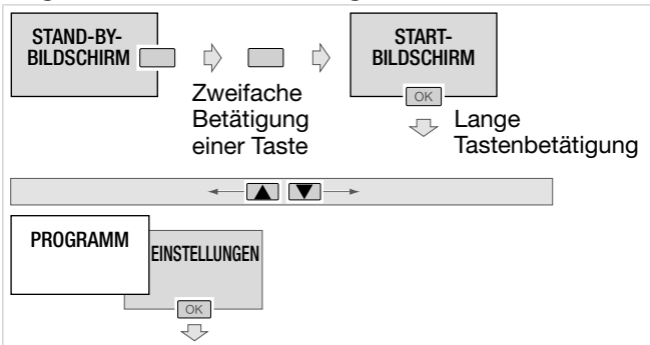 STAND-BY-
BILDSCHIRM
START-
BILDSCHIRM
OK
Zweifache
Betätigung
einer Taste
Lange
Tastenbetätigung
PROGRAMM
EINSTELLUNGEN
OK